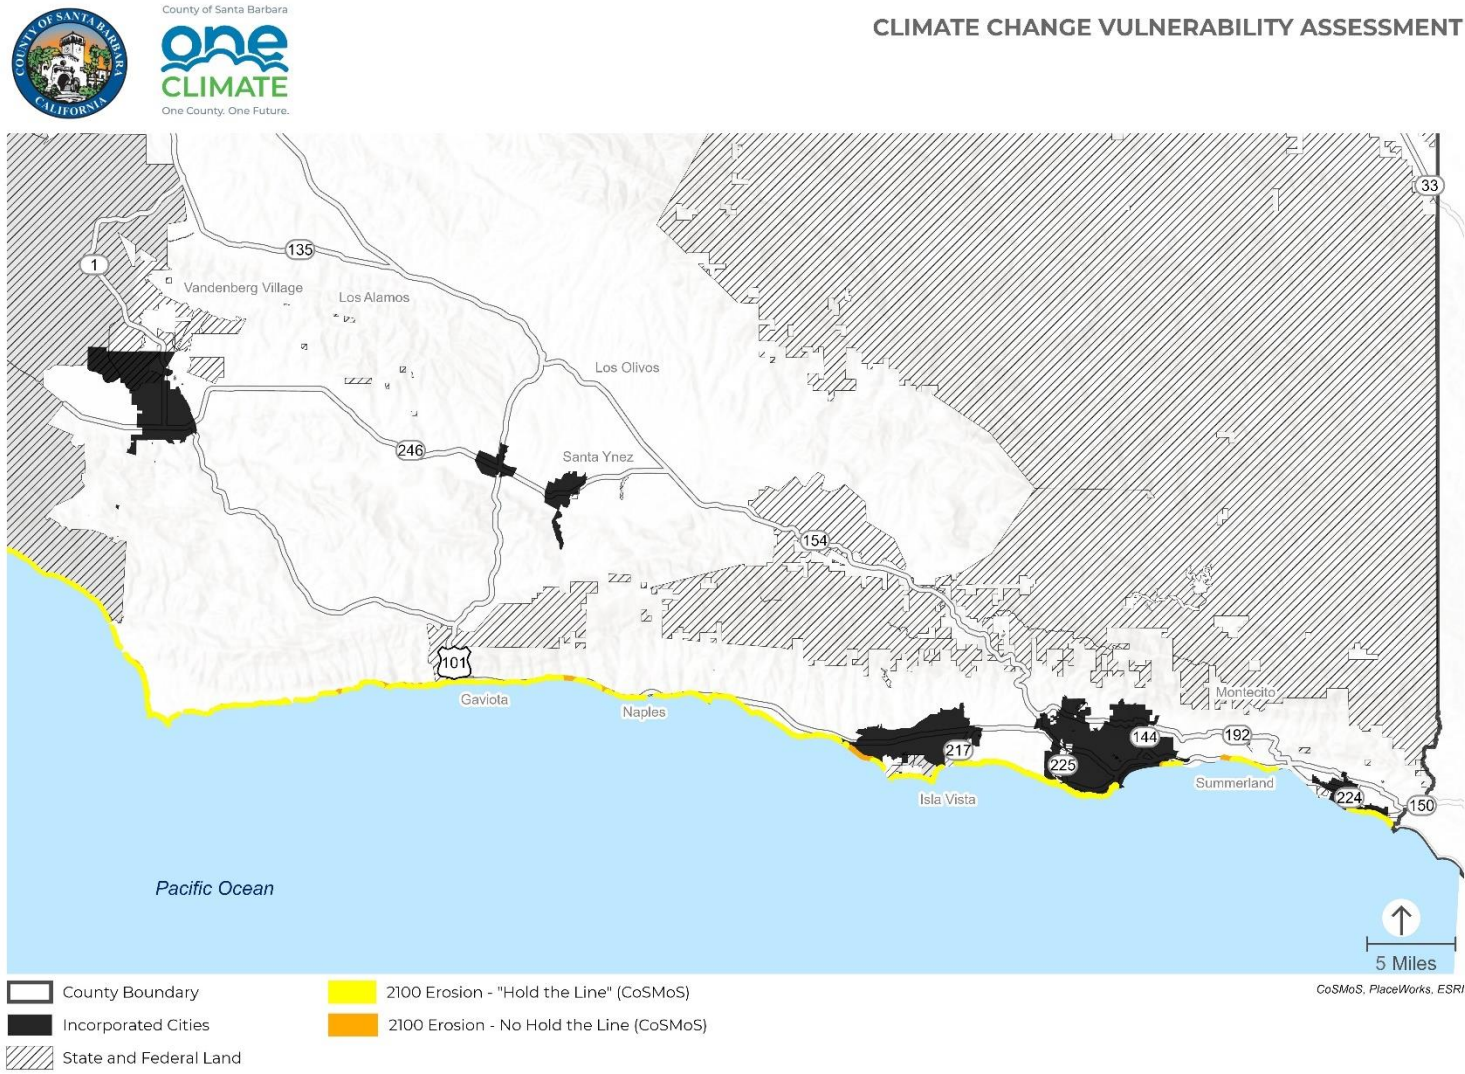 County of Santa Barbara
one
CLIMATE
One County. One Future.
COUNTY OF SANTA BARBARA
CALIFORNIA
CLIMATE CHANGE VULNERABILITY ASSESSMENT
33
135
1
Vandenberg Village
Los Alamos
Los Olivos
246
Santa Ynez
154
101
Gaviota
Naples
Montecito
144
192
217
225
Summerland
Isla Vista
224
150
Pacific Ocean
5 Miles
CoSMoS, PlaceWorks, ESRI
County Boundary
2100 Erosion - "Hold the Line" (CoSMoS)
Incorporated Cities
2100 Erosion - No Hold the Line (CoSMoS)
State and Federal Land